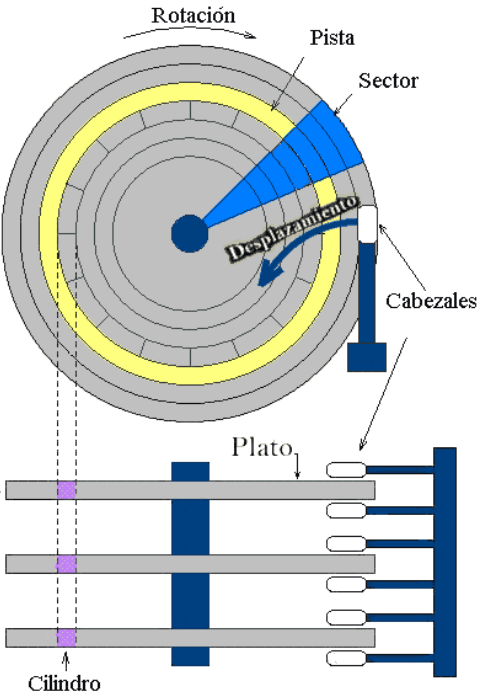 Rotación
Pista
Sector
Desplazamiento
Cabezales
Plato
Cilindro